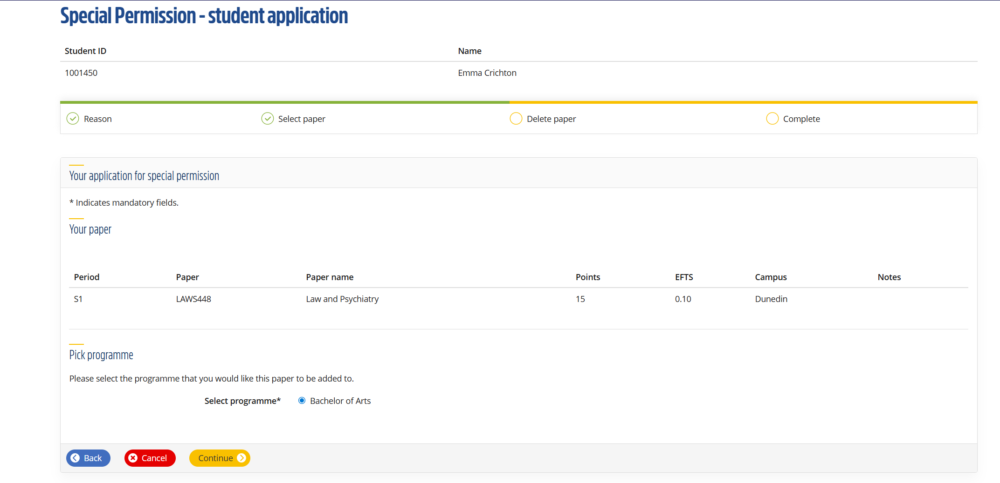 Special Permission - student application
Student ID Name
1001450 Emma Crichton
Reason Select paper Delete paper Complete
Your application for special permission
* Indicates mandatory fields.
Your paper
Period Paper Paper name Points EFTS Campus Notes
S1 LAWS448 Law and Psychiatry 15 0.10 Dunedin
Pick programme
Please select the programme that you would like this paper to be added to.
Select programme* Bachelor of Arts
Back Cancel Continue